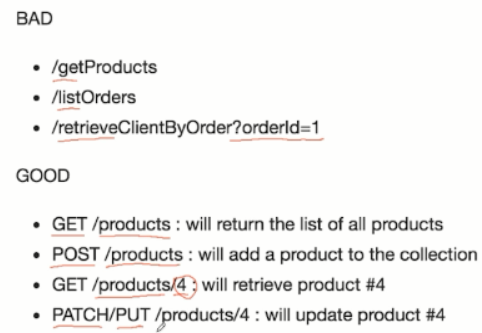 BAD
• /getProducts
• /listOrders
• /retrieveClientByOrder?orderId=1
GOOD
• GET /products : will return the list of all products
• POST /products : will add a product to the collection
• GET /products/4 : will retrieve product #4
• PATCH/PUT /products/4 : will update product #4